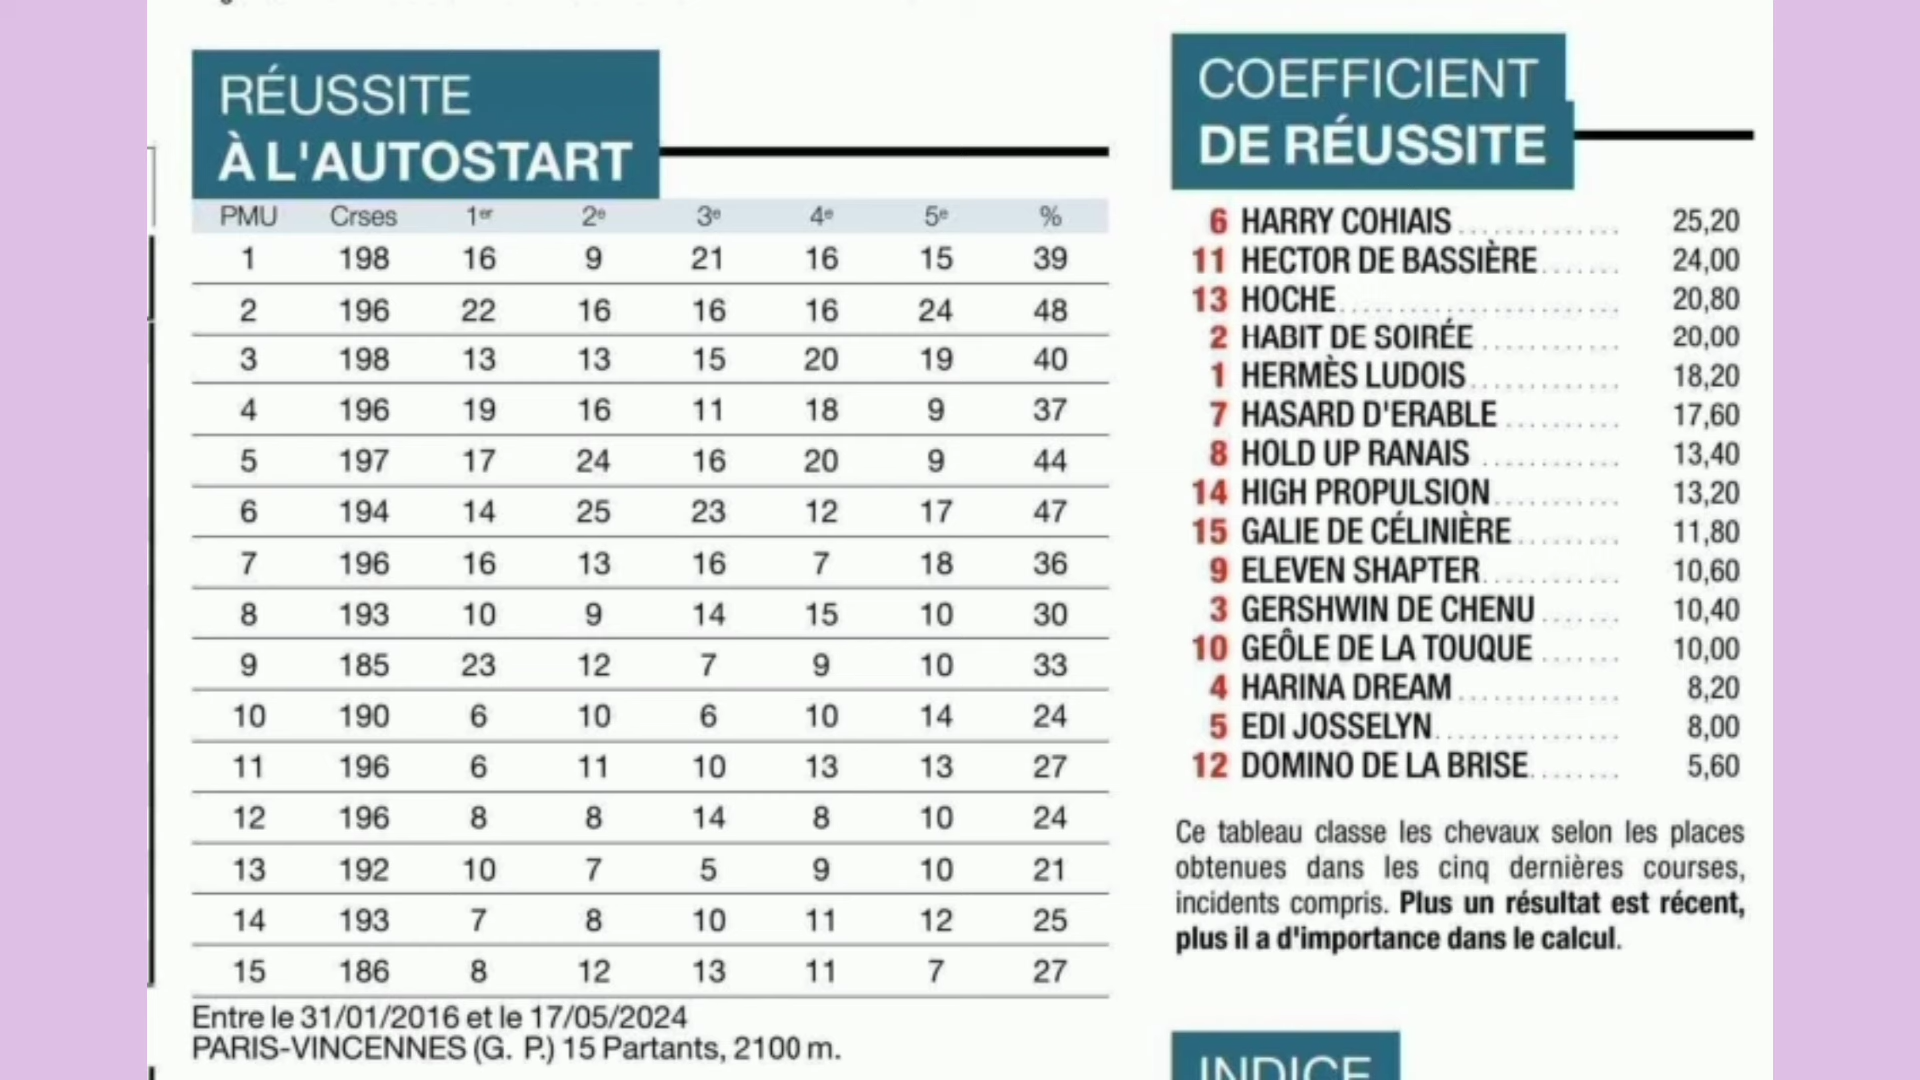 RÉUSSITE
À L'AUTOSTART
PMU Crses 1er 2e 3e 4e 5e %
1 198 16 9 21 16 15 39
2 196 22 16 16 16 24 48
3 198 13 13 15 20 19 40
4 196 19 16 11 18 9 37
5 197 17 24 16 20 9 44
6 194 14 25 23 12 17 47
7 196 16 13 16 7 18 36
8 193 10 9 14 15 10 30
9 185 23 12 7 9 10 33
10 190 6 10 6 10 14 24
11 196 6 11 10 13 13 27
12 196 8 8 14 8 10 24
13 192 10 7 5 9 10 21
14 193 7 8 10 11 12 25
15 186 8 12 13 11 7 27
Entre le 31/01/2016 et le 17/05/2024
PARIS-VINCENNES (G. P.) 15 Partants, 2100 m.
COEFFICIENT
DE RÉUSSITE
6 HARRY COHIAIS 25,20
11 HECTOR DE BASSIÈRE 24,00
13 HOCHE 20,80
2 HABIT DE SOIRÉE 20,00
1 HERMÈS LUDOIS 18,20
7 HASARD D'ERABLE 17,60
8 HOLD UP RANAIS 13,40
14 HIGH PROPULSION 13,20
15 GALIE DE CÉLINIÈRE 11,80
9 ELEVEN SHAPTER 10,60
3 GERSHWIN DE CHENU 10,40
10 GEÔLE DE LA TOUQUE 10,00
4 HARINA DREAM 8,20
5 EDI JOSSELYN 8,00
12 DOMINO DE LA BRISE 5,60
Ce tableau classe les chevaux selon les places
obtenues dans les cinq dernières courses,
incidents compris. Plus un résultat est récent,
plus il a d'importance dans le calcul.
INDICE